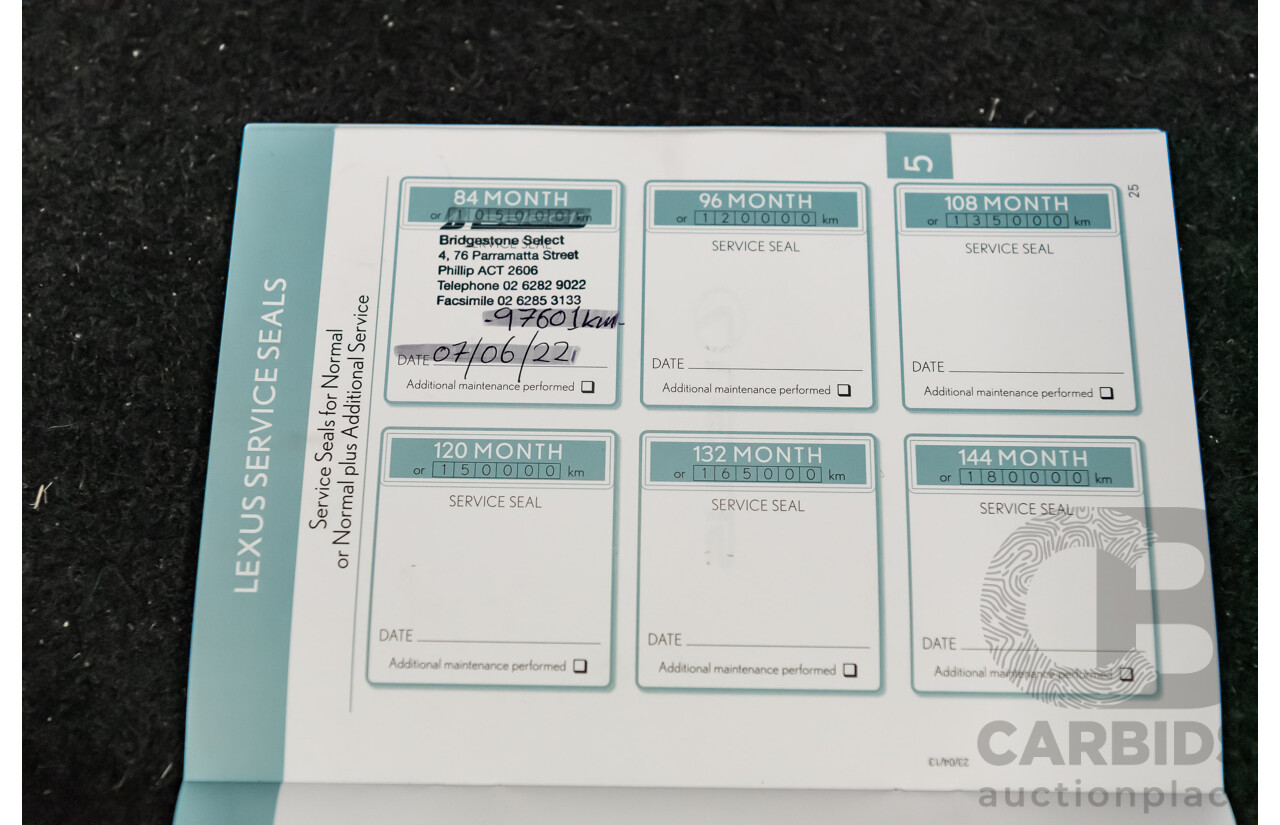 LEXUS SERVICE SEALS
Service Seals for Normal
or Normal plus Additional Service
5
25
84 MONTH
or 105000 km
SERVICE SEAL
Bridgestone Select
4, 76 Parramatta Street
Phillip ACT 2606
Telephone 02 6282 9022
Facsimile 02 6285 3133
-97601km-
DATE 07/06/22
Additional maintenance performed
96 MONTH
or 120000 km
SERVICE SEAL
DATE
Additional maintenance performed
108 MONTH
or 135000 km
SERVICE SEAL
DATE
Additional maintenance performed
120 MONTH
or 150000 km
SERVICE SEAL
DATE
Additional maintenance performed
132 MONTH
or 165000 km
SERVICE SEAL
DATE
Additional maintenance performed
144 MONTH
or 180000 km
SERVICE SEAL
DATE
Additional maintenance performed
23/04/13
CARBIDS
auctionplac